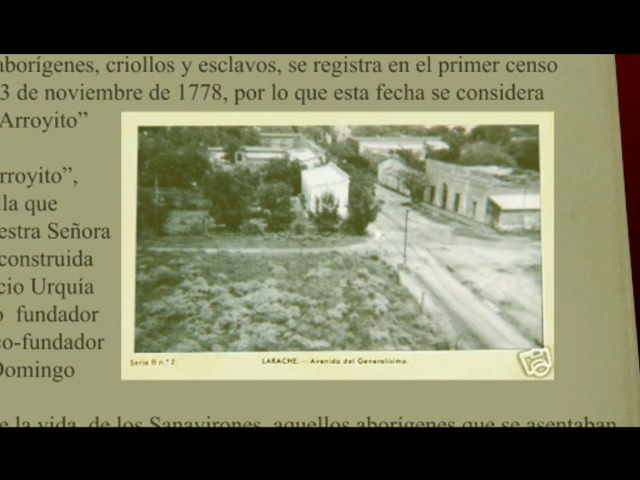 aborígenes, criollos y esclavos, se registra en el primer censo
3 de noviembre de 1778, por lo que esta fecha se considera
Arroyito”
rroyito”,
la que
estra Señora
construida
cio Urquía
o fundador
co-fundador
Domingo
Serie B n.º 2.
LARACHE. - Avenida del Generalísimo.
e la vida de los Sanavirones, aquellos aborígenes que se asentaban